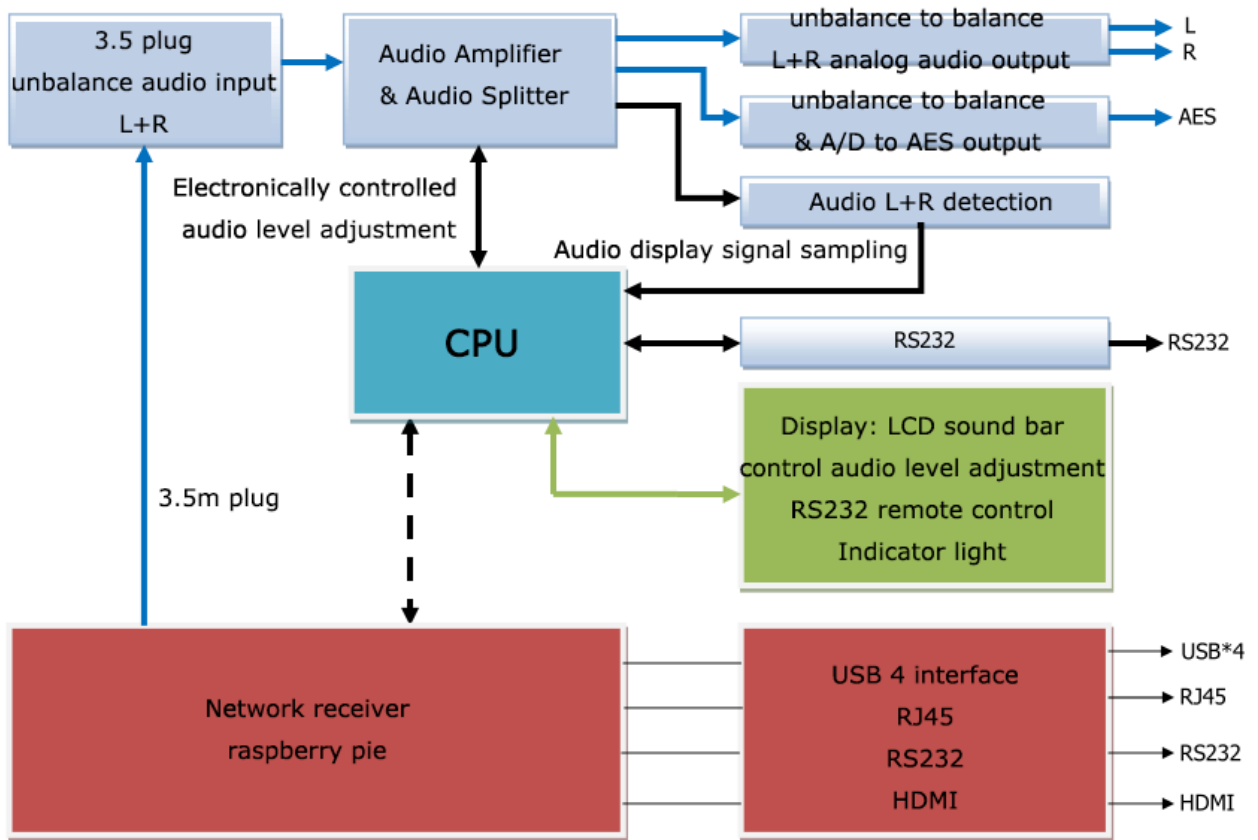 3.5 plug
unbalance audio input
L+R
Audio Amplifier
& Audio Splitter
unbalance to balance
L+R analog audio output
L
R
unbalance to balance
& A/D to AES output
AES
Electronically controlled
audio level adjustment
Audio L+R detection
Audio display signal sampling
CPU
RS232
RS232
Display: LCD sound bar
control audio level adjustment
RS232 remote control
Indicator light
3.5m plug
Network receiver
raspberry pie
USB 4 interface
RJ45
RS232
HDMI
USB*4
RJ45
RS232
HDMI